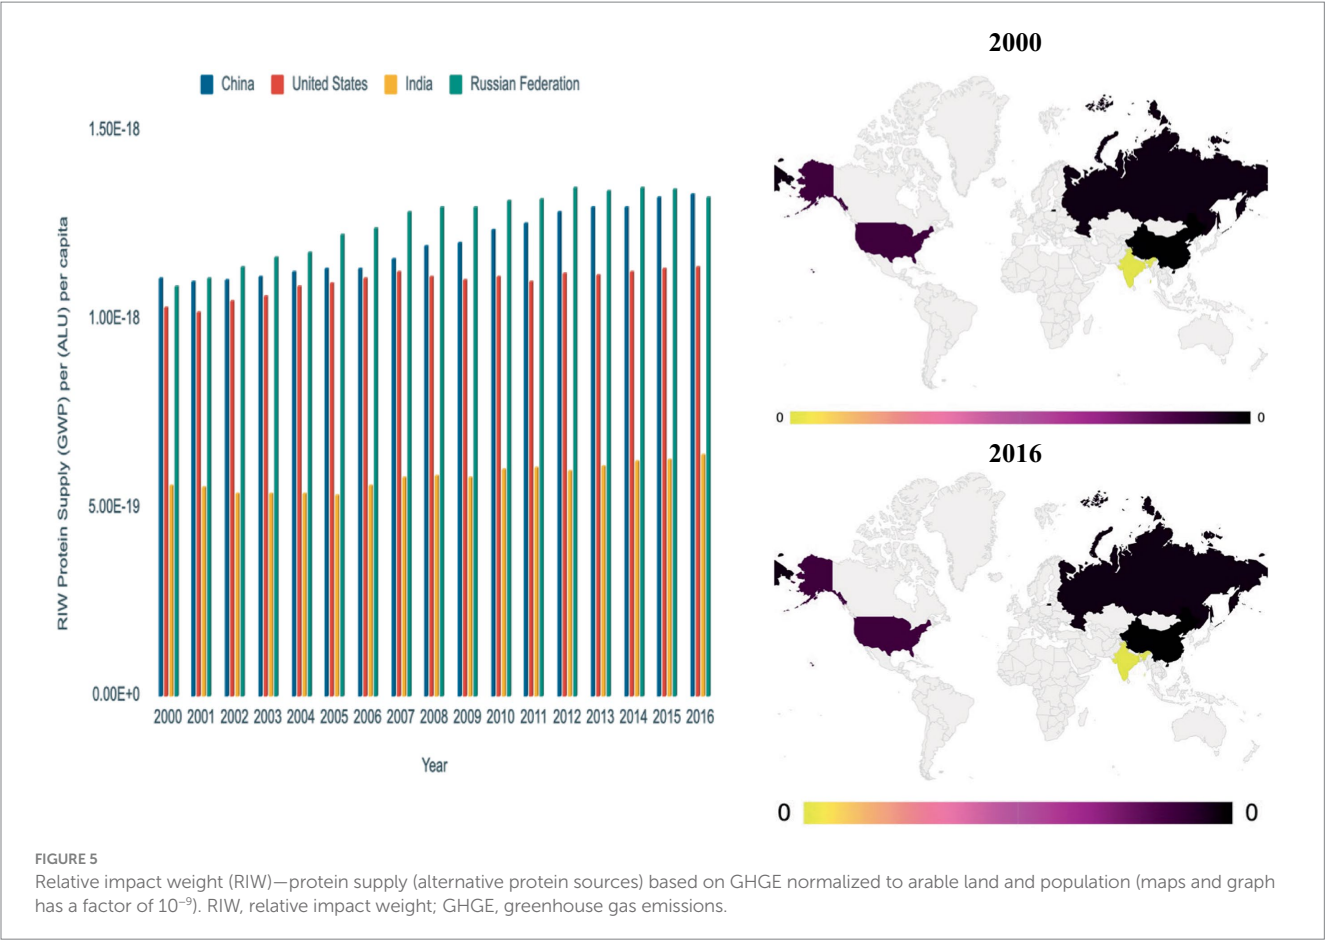 China United States India Russian Federation
1.50E-18
1.00E-18
5.00E-19
0.00E+0
RIW Protein Supply (GWP) per (ALU) per capita
2000 2001 2002 2003 2004 2005 2006 2007 2008 2009 2010 2011 2012 2013 2014 2015 2016
Year
2000
0 0
2016
0 0
FIGURE 5
Relative impact weight (RIW)—protein supply (alternative protein sources) based on GHGE normalized to arable land and population (maps and graph
has a factor of 10⁻⁹). RIW, relative impact weight; GHGE, greenhouse gas emissions.